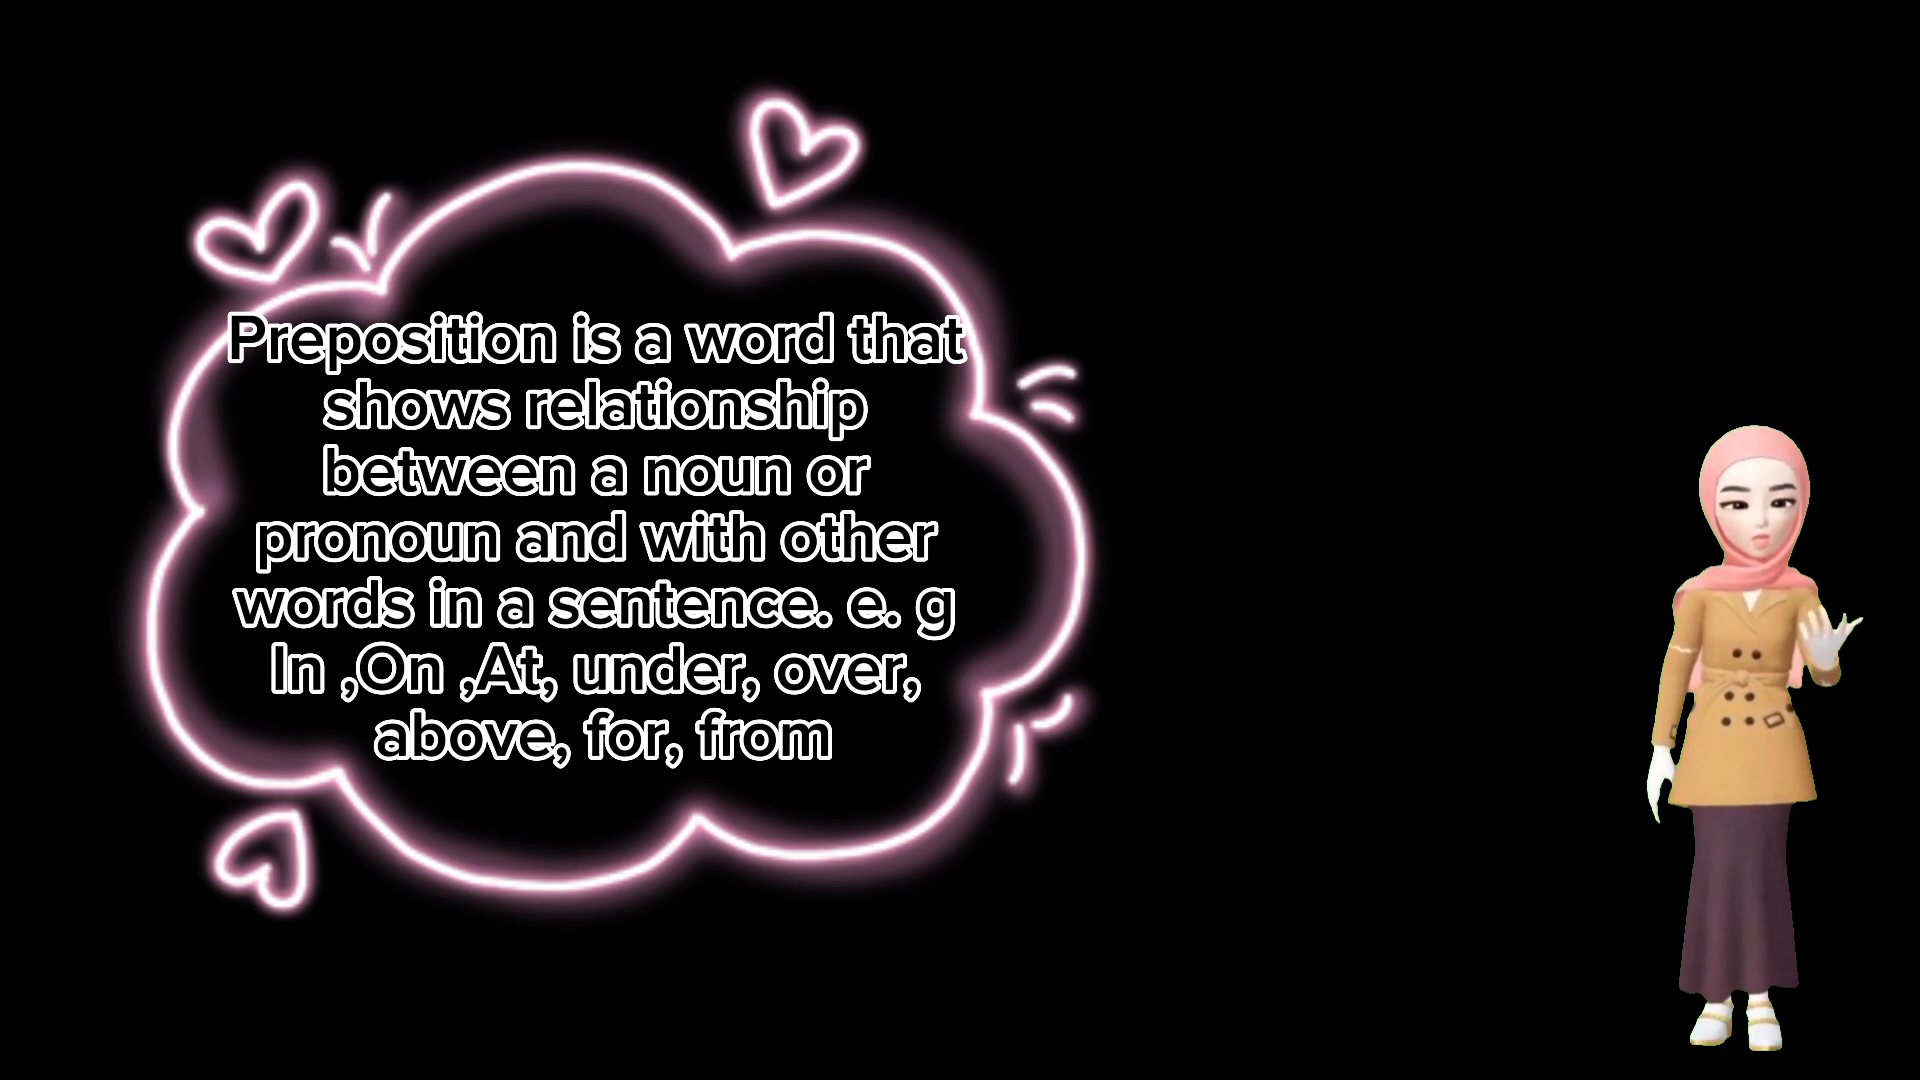 Preposition is a word that
shows relationship
between a noun or
pronoun and with other
words in a sentence. e. g
In ,On ,At, under, over,
above, for, from